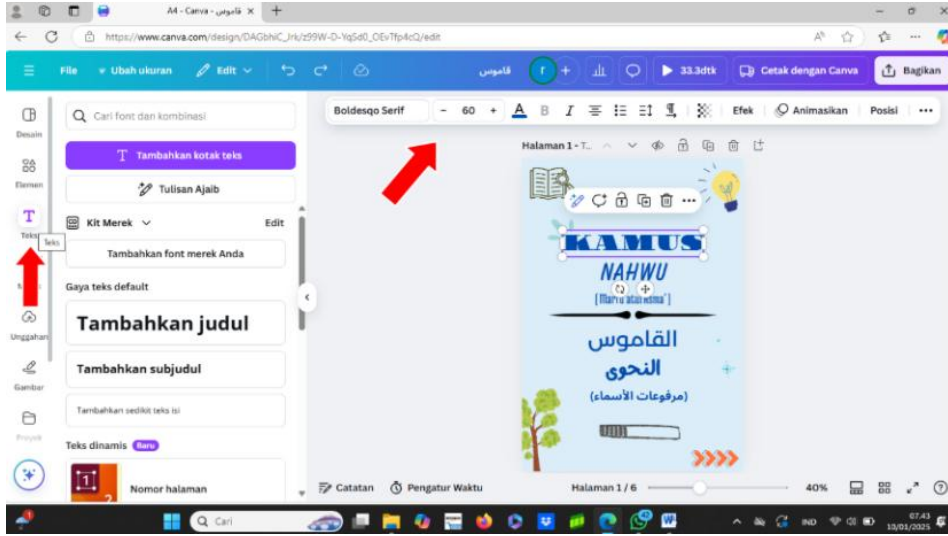 A4 - Canva - قاموس
https://www.canva.com/design/DAGbhiC_Jrk/z99W-D-YqSd0_OEvTfp4cQ/edit
File
Ubah ukuran
Edit
قاموس
r
33.3dtk
Cetak dengan Canva
Bagikan
Desain
Elemen
Teks
Teks
Unggahan
Gambar
Proyek
Cari font dan kombinasi
Tambahkan kotak teks
Tulisan Ajaib
Kit Merek
Edit
Tambahkan font merek Anda
Gaya teks default
Tambahkan judul
Tambahkan subjudul
Tambahkan sedikit teks isi
Teks dinamis Baru
Nomor halaman
Boldesqo Serif - 60 + A B I
Efek
Animasikan
Posisi
Halaman 1 - T...
KAMUS
NAHWU
القاموس
النحوى
(مرفوعات الأسماء)
Catatan
Pengatur Waktu
Halaman 1 / 6
40%
Cari
IND
07.43
10/01/2025